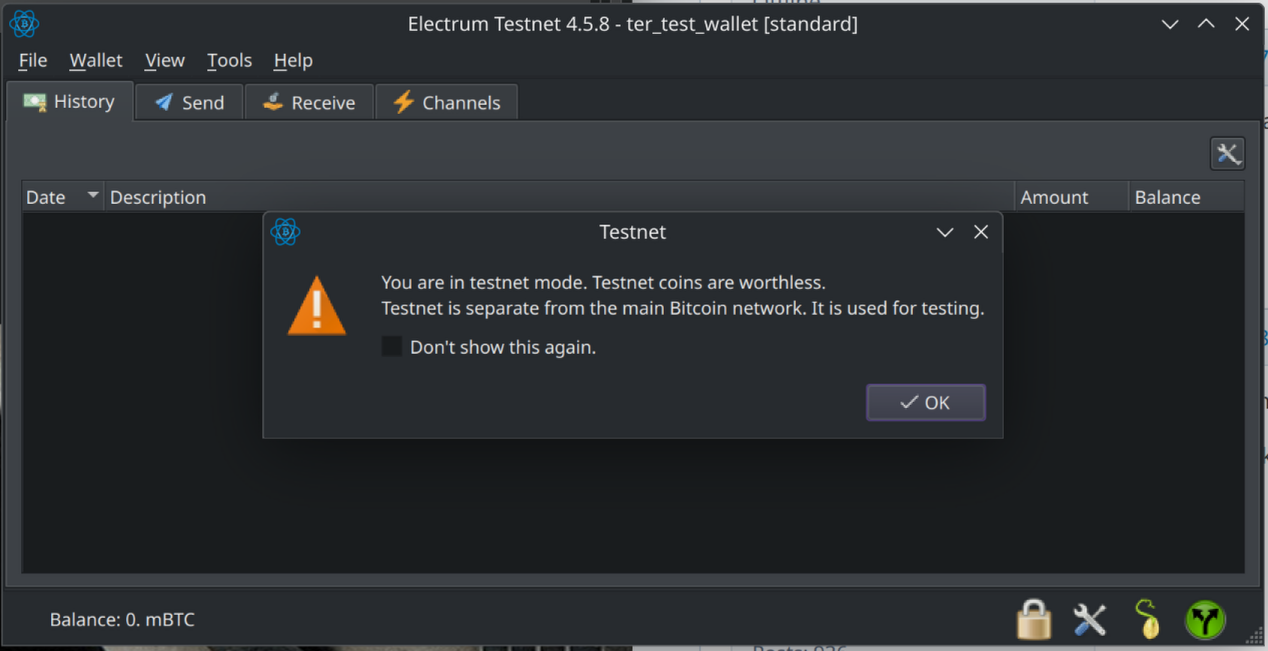 Electrum Testnet 4.5.8 - ter_test_wallet [standard]
File Wallet View Tools Help
History Send Receive Channels
Date Description Amount Balance
Testnet
You are in testnet mode. Testnet coins are worthless.
Testnet is separate from the main Bitcoin network. It is used for testing.
Don't show this again.
OK
Balance: 0. mBTC